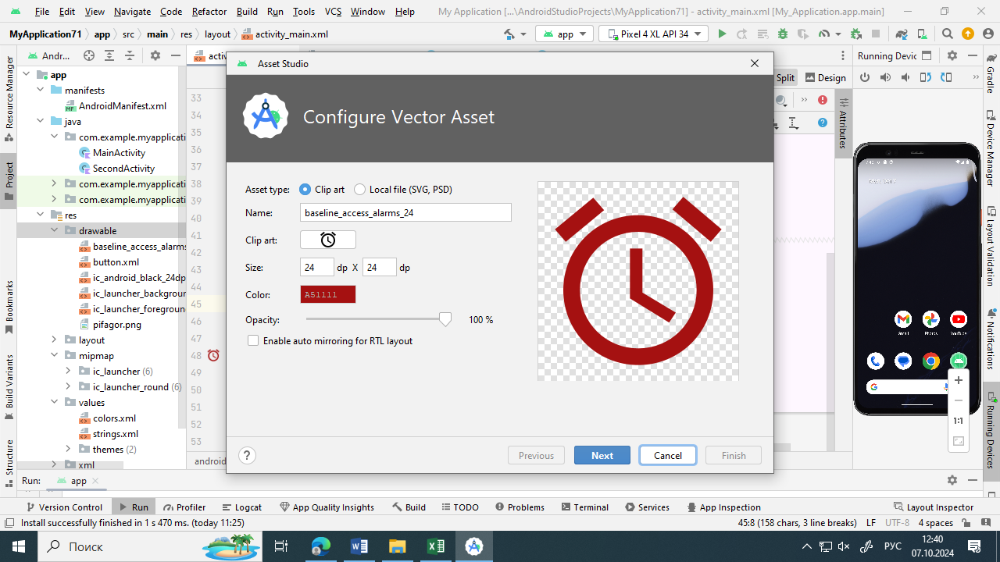 File Edit View Navigate Code Refactor Build Run Tools VCS Window Help My Application [...\AndroidStudioProjects\MyApplication71] - activity_main.xml [My_Application.app.main]
MyApplication71 app src main res layout activity_main.xml app Pixel 4 XL API 34
Andr...
Asset Studio
Configure Vector Asset
Asset type: Clip art Local file (SVG, PSD)
Name: baseline_access_alarms_24
Clip art:
Size: 24 dp X 24 dp
Color: A51111
Opacity: 100 %
Enable auto mirroring for RTL layout
? Previous Next Cancel Finish
Resource Manager
Project
Bookmarks
Build Variants
Structure
app
manifests
AndroidManifest.xml
java
com.example.myapplicati
MainActivity
SecondActivity
com.example.myapplicati
com.example.myapplicati
res
drawable
baseline_access_alarms
button.xml
ic_android_black_24dp
ic_launcher_backgroun
ic_launcher_foregroun
pifagor.png
layout
mipmap
ic_launcher (6)
ic_launcher_round (6)
values
colors.xml
strings.xml
themes (2)
xml
33
34
35
36
37
38
39
40
41
42
43
44
45
46
47
48
49
50
51
52
53
android
Split Design
Attributes
Running Devic
Gmail Photos YouTube
1:1
Gradle
Device Manager
Layout Validation
Notifications
Running Devices
Run: app
Version Control Run Profiler Logcat App Quality Insights Build TODO Problems Terminal Services App Inspection Layout Inspector
Install successfully finished in 1 s 470 ms. (today 11:25) 45:8 (158 chars, 3 line breaks) LF UTF-8 4 spaces
Поиск РУС 12:40
07.10.2024